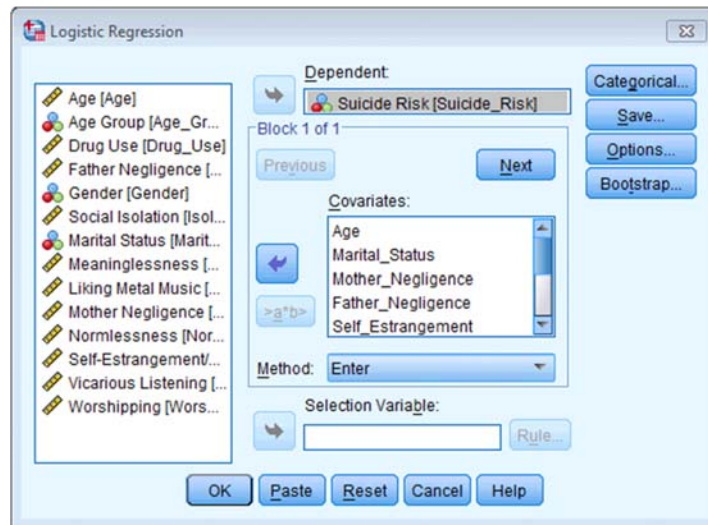 Logistic Regression
Age [Age]
Age Group [Age_Gr...
Drug Use [Drug_Use]
Father Negligence [...
Gender [Gender]
Social Isolation [Isol...
Marital Status [Marit...
Meaninglessness [...
Liking Metal Music [...
Mother Negligence [...
Normlessness [Nor...
Self-Estrangement/...
Vicarious Listening [...
Worshipping [Wors...
Dependent:
Suicide Risk [Suicide_Risk]
Block 1 of 1
Previous
Next
Covariates:
Age
Marital_Status
Mother_Negligence
Father_Negligence
Self_Estrangement
>a*b>
Method:
Enter
Selection Variable:
Rule...
Categorical...
Save...
Options...
Bootstrap...
OK
Paste
Reset
Cancel
Help